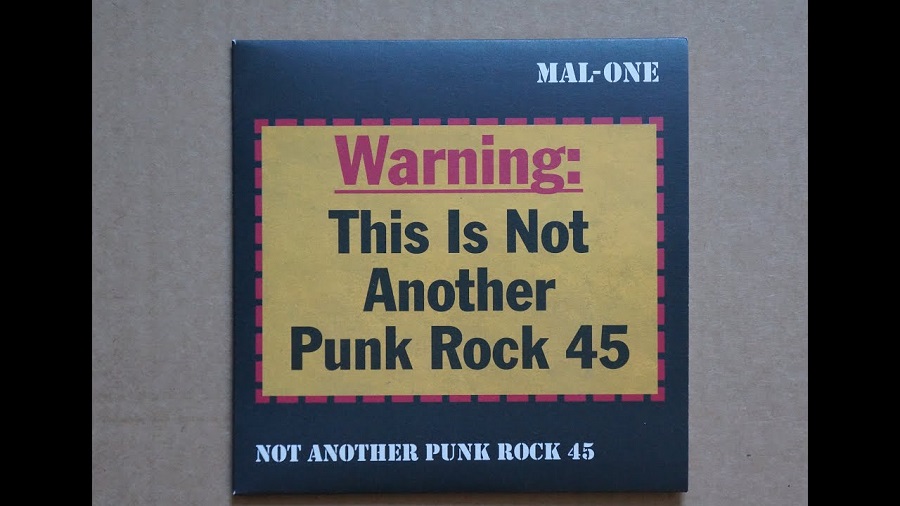 MAL-ONE
Warning:
This Is Not
Another
Punk Rock 45
NOT ANOTHER PUNK ROCK 45